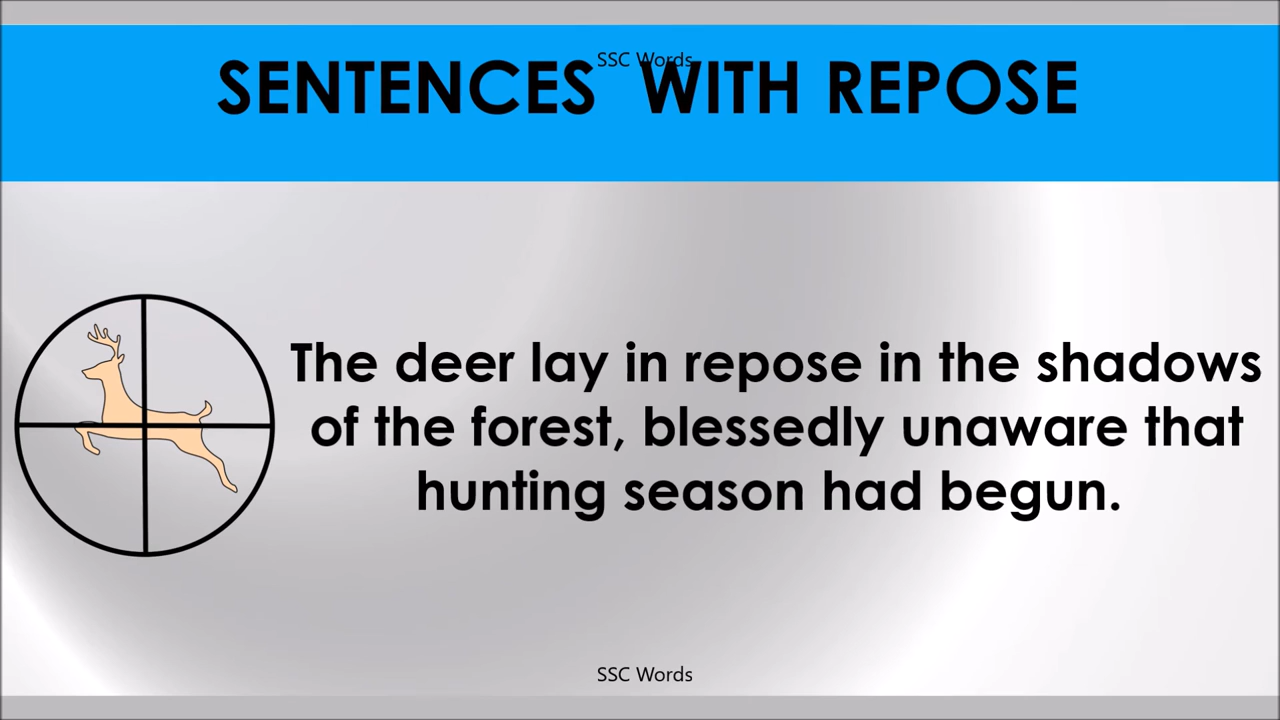 SSC Words
SENTENCES WITH REPOSE
The deer lay in repose in the shadows
of the forest, blessedly unaware that
hunting season had begun.
SSC Words